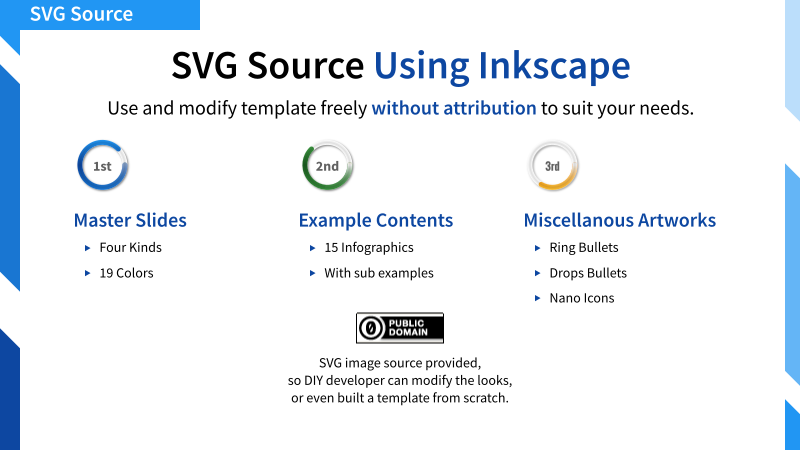 SVG Source
SVG Source Using Inkscape
Use and modify template freely without attribution to suit your needs.
1st
Master Slides
Four Kinds
19 Colors
2nd
Example Contents
15 Infographics
With sub examples
3rd
Miscellanous Artworks
Ring Bullets
Drops Bullets
Nano Icons
PUBLIC
DOMAIN
SVG image source provided,
so DIY developer can modify the looks,
or even built a template from scratch.